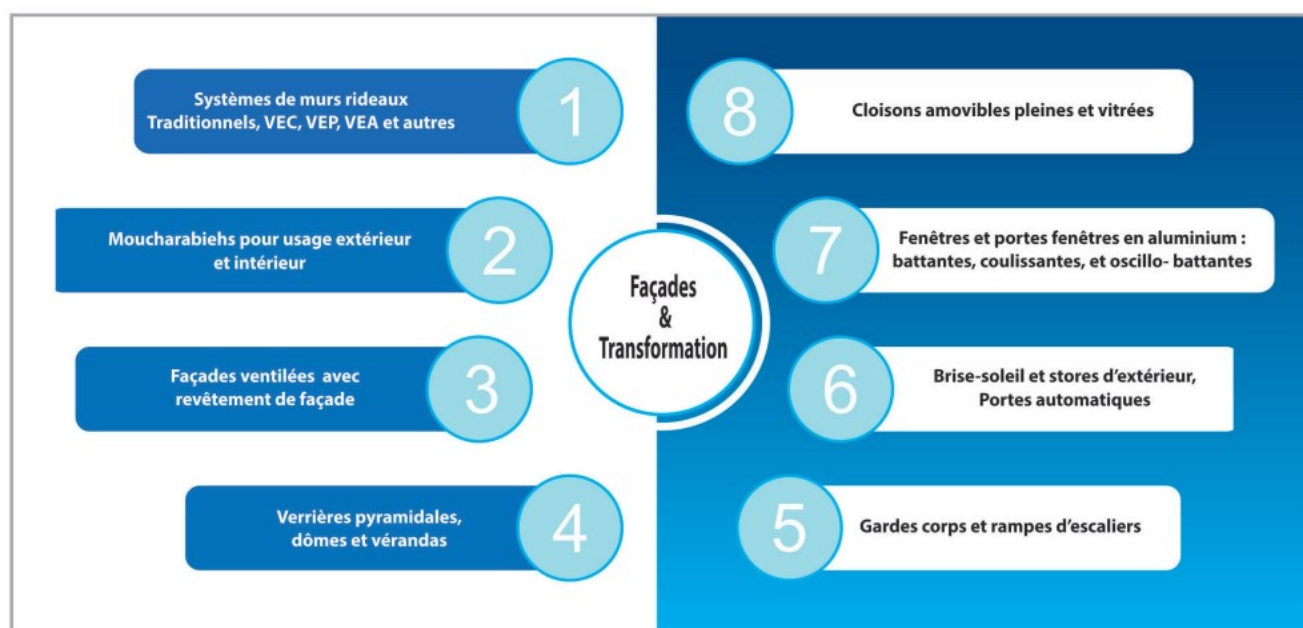 1
Systèmes de murs rideaux
Traditionnels, VEC, VEP, VEA et autres
2
Moucharabiehs pour usage extérieur
et intérieur
3
Façades ventilées avec
revêtement de façade
4
Verrières pyramidales,
dômes et vérandas
Façades
&
Transformation
8
Cloisons amovibles pleines et vitrées
7
Fenêtres et portes fenêtres en aluminium :
battantes, coulissantes, et oscillo- battantes
6
Brise-soleil et stores d’extérieur,
Portes automatiques
5
Gardes corps et rampes d’escaliers